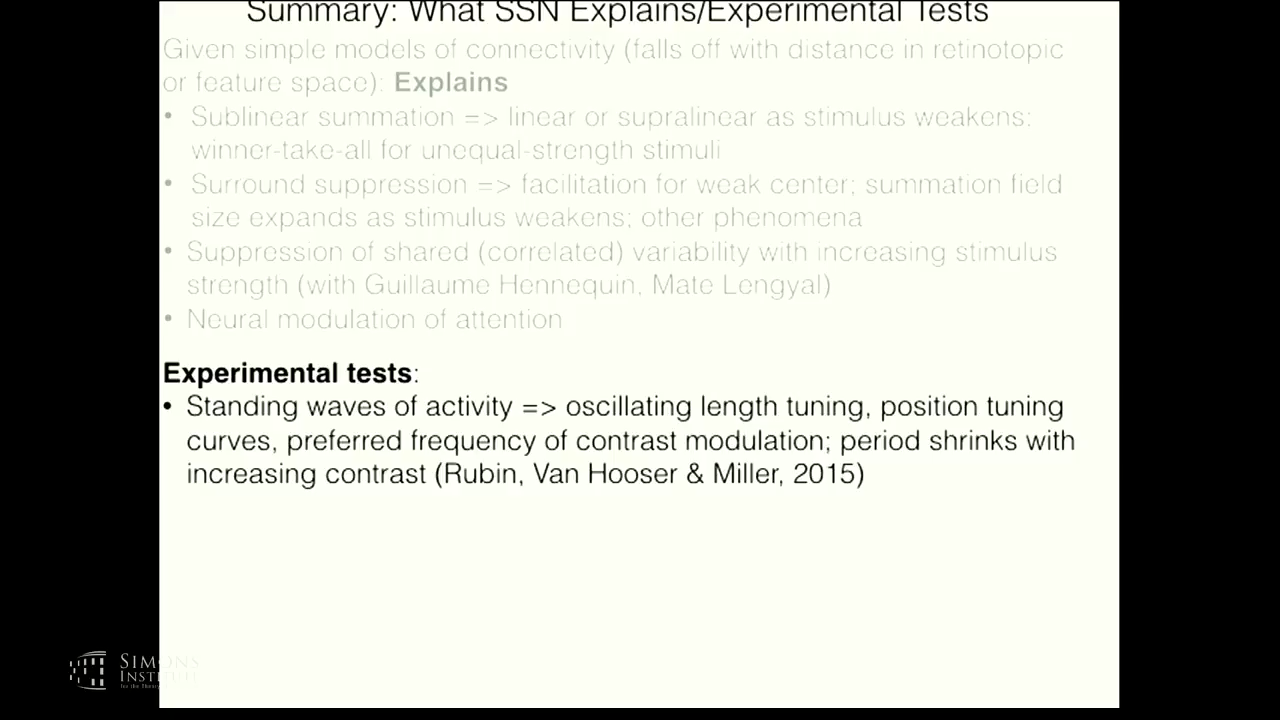 Summary: What SSN Explains/Experimental Tests
Given simple models of connectivity (falls off with distance in retinotopic
or feature space): Explains
• Sublinear summation => linear or supralinear as stimulus weakens:
winner-take-all for unequal-strength stimuli
• Surround suppression => facilitation for weak center; summation field
size expands as stimulus weakens; other phenomena
• Suppression of shared (correlated) variability with increasing stimulus
strength (with Guillaume Hennequin, Mate Lengyal)
• Neural modulation of attention
Experimental tests:
• Standing waves of activity => oscillating length tuning, position tuning
curves, preferred frequency of contrast modulation; period shrinks with
increasing contrast (Rubin, Van Hooser & Miller, 2015)
SIMONS
INSTITUTE
for the Theory